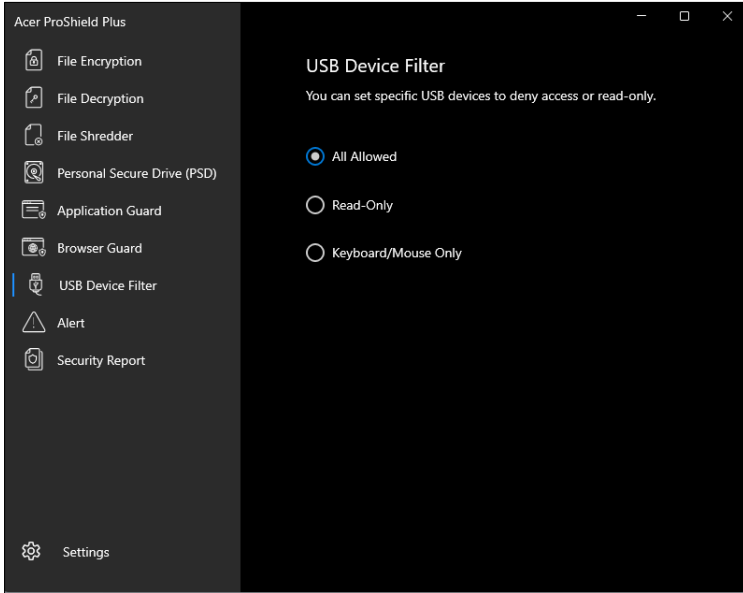 Acer ProShield Plus
File Encryption
File Decryption
File Shredder
Personal Secure Drive (PSD)
Application Guard
Browser Guard
USB Device Filter
Alert
Security Report
Settings
USB Device Filter
You can set specific USB devices to deny access or read-only.
All Allowed
Read-Only
Keyboard/Mouse Only